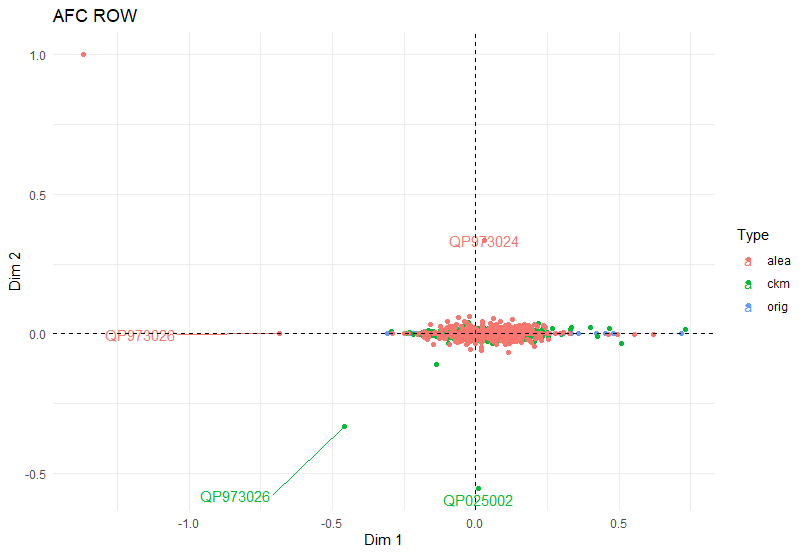 AFC ROW
1.0
0.5
0.0
-0.5
Dim 2
QP973024
QP973026
QP973026
QP025002
-1.0
-0.5
0.0
0.5
Dim 1
Type
a alea
a ckm
a orig